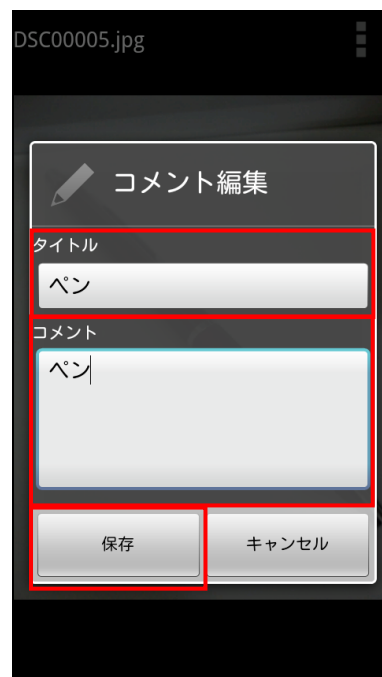 DSC00005.jpg
コメント編集
タイトル
ペン
コメント
ペン
保存
キャンセル